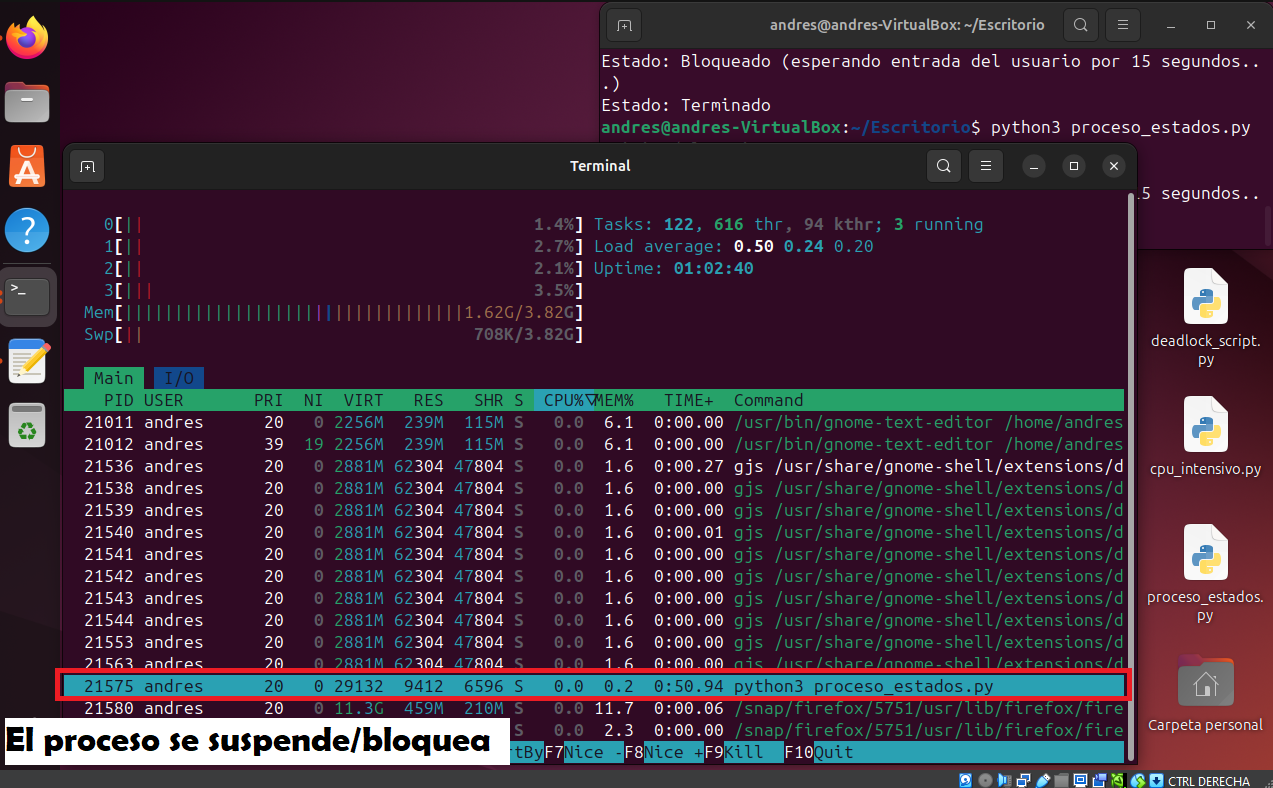 andres@andres-VirtualBox: ~/Escritorio
Estado: Bloqueado (esperando entrada del usuario por 15 segundos..
.)
Estado: Terminado
andres@andres-VirtualBox:~/Escritorio$ python3 proceso_estados.py
15 segundos..
Terminal
0[|| 1.4%] Tasks: 122, 616 thr, 94 kthr; 3 running
1[|| 2.7%] Load average: 0.50 0.24 0.20
2[|| 2.1%] Uptime: 01:02:40
3[||| 3.5%]
Mem[||||||||||||||||||||||||||||||||||1.62G/3.82G]
Swp[|| 708K/3.82G]
Main I/O
PID USER PRI NI VIRT RES SHR S CPU%▽MEM% TIME+ Command
21011 andres 20 0 2256M 239M 115M S 0.0 6.1 0:00.00 /usr/bin/gnome-text-editor /home/andres
21012 andres 39 19 2256M 239M 115M S 0.0 6.1 0:00.00 /usr/bin/gnome-text-editor /home/andres
21536 andres 20 0 2881M 62304 47804 S 0.0 1.6 0:00.27 gjs /usr/share/gnome-shell/extensions/d
21538 andres 20 0 2881M 62304 47804 S 0.0 1.6 0:00.00 gjs /usr/share/gnome-shell/extensions/d
21539 andres 20 0 2881M 62304 47804 S 0.0 1.6 0:00.00 gjs /usr/share/gnome-shell/extensions/d
21540 andres 20 0 2881M 62304 47804 S 0.0 1.6 0:00.01 gjs /usr/share/gnome-shell/extensions/d
21541 andres 20 0 2881M 62304 47804 S 0.0 1.6 0:00.00 gjs /usr/share/gnome-shell/extensions/d
21542 andres 20 0 2881M 62304 47804 S 0.0 1.6 0:00.00 gjs /usr/share/gnome-shell/extensions/d
21543 andres 20 0 2881M 62304 47804 S 0.0 1.6 0:00.00 gjs /usr/share/gnome-shell/extensions/d
21544 andres 20 0 2881M 62304 47804 S 0.0 1.6 0:00.00 gjs /usr/share/gnome-shell/extensions/d
21553 andres 20 0 2881M 62304 47804 S 0.0 1.6 0:00.00 gjs /usr/share/gnome-shell/extensions/d
21563 andres 20 0 2881M 62304 47804 S 0.0 1.6 0:00.00 gjs /usr/share/gnome-shell/extensions/d
21575 andres 20 0 29132 9412 6596 S 0.0 0.2 0:50.94 python3 proceso_estados.py
21580 andres 20 0 11.3G 459M 210M S 11.7 0:00.06 /snap/firefox/5751/usr/lib/firefox/fire
S 2.3 0:00.00 /snap/firefox/5751/usr/lib/firefox/fire
El proceso se suspende/bloquea
rtByF7Nice -F8Nice +F9Kill F10Quit
deadlock_script.
py
cpu_intensivo.py
proceso_estados.
py
Carpeta personal
CTRL DERECHA